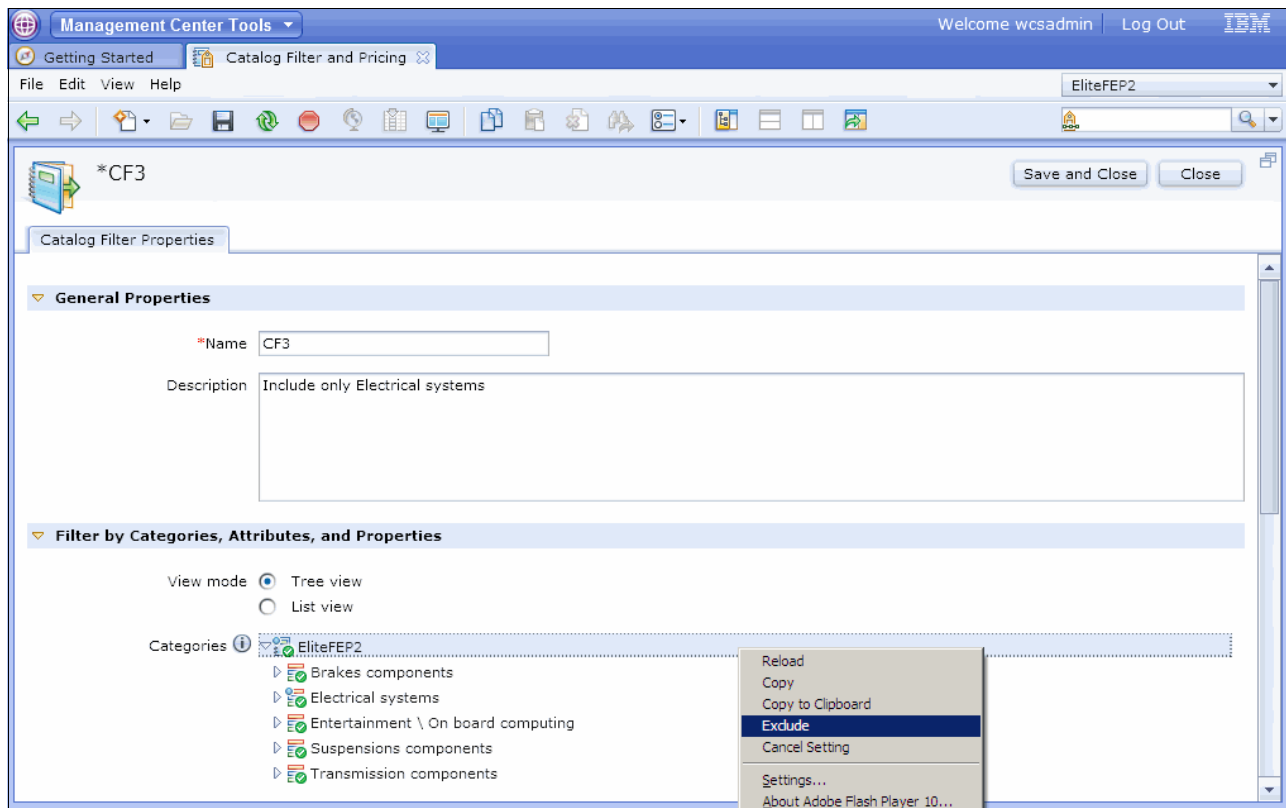 Management Center Tools
Welcome wcsadmin
Log Out
IBM
Getting Started
Catalog Filter and Pricing
File Edit View Help
EliteFEP2
*CF3
Save and Close
Close
Catalog Filter Properties
General Properties
*Name CF3
Description Include only Electrical systems
Filter by Categories, Attributes, and Properties
View mode Tree view
List view
Categories EliteFEP2
Brakes components
Electrical systems
Entertainment \ On board computing
Suspensions components
Transmission components
Reload
Copy
Copy to Clipboard
Exclude
Cancel Setting
Settings...
About Adobe Flash Player 10...